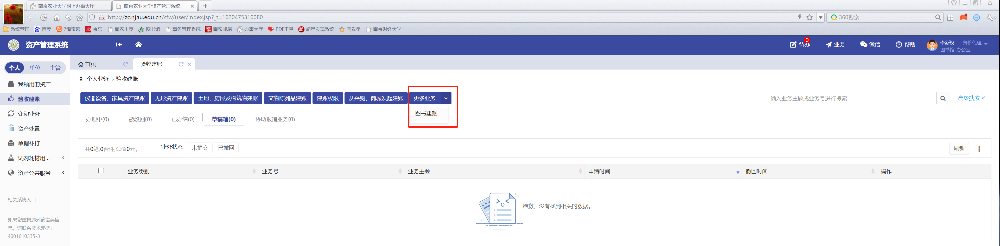 南京农业大学网上办事大厅
南京农业大学资产管理系统
http://zc.njau.edu.cn/sfw/user/index.jsp?_t=1620475316080
360搜索
系统管理 百度 7淘宝网 京东 南农主页 图书馆 事务管理系统 南农邮箱 办事大厅 PDF工具 超星发现系统 问卷星 南京财经大学
资产管理系统
待办 0 业务 微信 帮助 李新权 身份代理
图书馆-办公室
个人 单位 主管
首页 验收建账
我领用的资产
验收建账
变动业务
资产处置
单据补打
试剂耗材用...
资产公共服务
相关系统入口
如果您重复遇到该错误信
息，请联系技术支持：
4001010335-3
个人业务 > 验收建账
仪器设备、家具资产建账 无形资产建账 土地、房屋及构筑物建账 文物陈列品建账 建账权限 从采购、商城发起建账 更多业务
图书建账
输入业务主题或业务号进行搜索 高级搜索
办理中(0) 被驳回(0) 已办结(0) 草稿箱(0) 协助报销业务(0)
共0笔,0台件,总值0元。 业务状态 未提交 已撤回 刷新
业务类别 业务号 业务主题 申请时间 撤回时间 操作
抱歉，没有找到相关的数据。